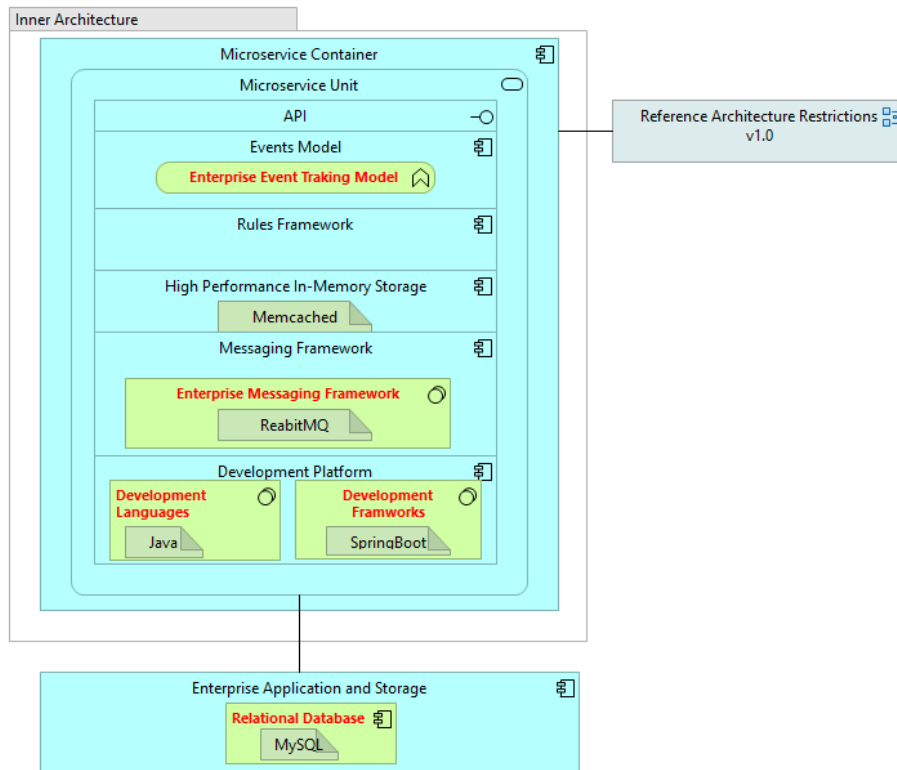 Inner Architecture
Microservice Container
Microservice Unit
API
Events Model
Enterprise Event Traking Model
Rules Framework
High Performance In-Memory Storage
Memcached
Messaging Framework
Enterprise Messaging Framework
ReabitMQ
Development Platform
Development
Languages
Java
Development
Framworks
SpringBoot
Reference Architecture Restrictions
v1.0
Enterprise Application and Storage
Relational Database
MySQL